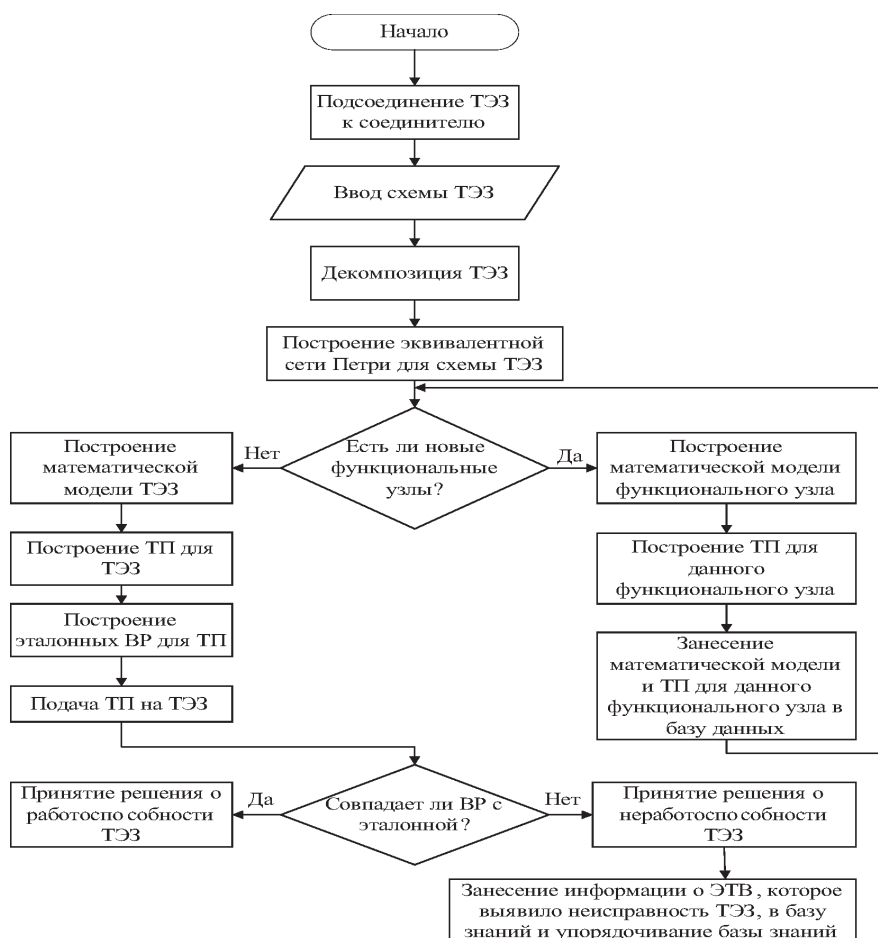 Начало
Подсоединение ТЭЗ
к соединителю
Ввод схемы ТЭЗ
Декомпозиция ТЭЗ
Построение эквивалентной
сети Петри для схемы ТЭЗ
Есть ли новые
функциональные
узлы?
Нет
Да
Построение
математической
модели ТЭЗ
Построение ТП для
ТЭЗ
Построение
эталонных ВР для ТП
Подача ТП на ТЭЗ
Построение
математической модели
функционального узла
Построение ТП для
данного
функционального узла
Занесение
математической модели
и ТП для данного
функционального узла в
базу данных
Совпадает ли ВР с
эталонной?
Да
Нет
Принятие решения о
работоспо собности
ТЭЗ
Принятие решения о
неработоспо собности
ТЭЗ
Занесение информации о ЭТВ , которое
выявило неисправность ТЭЗ, в базу
знаний и упорядочивание базы знаний